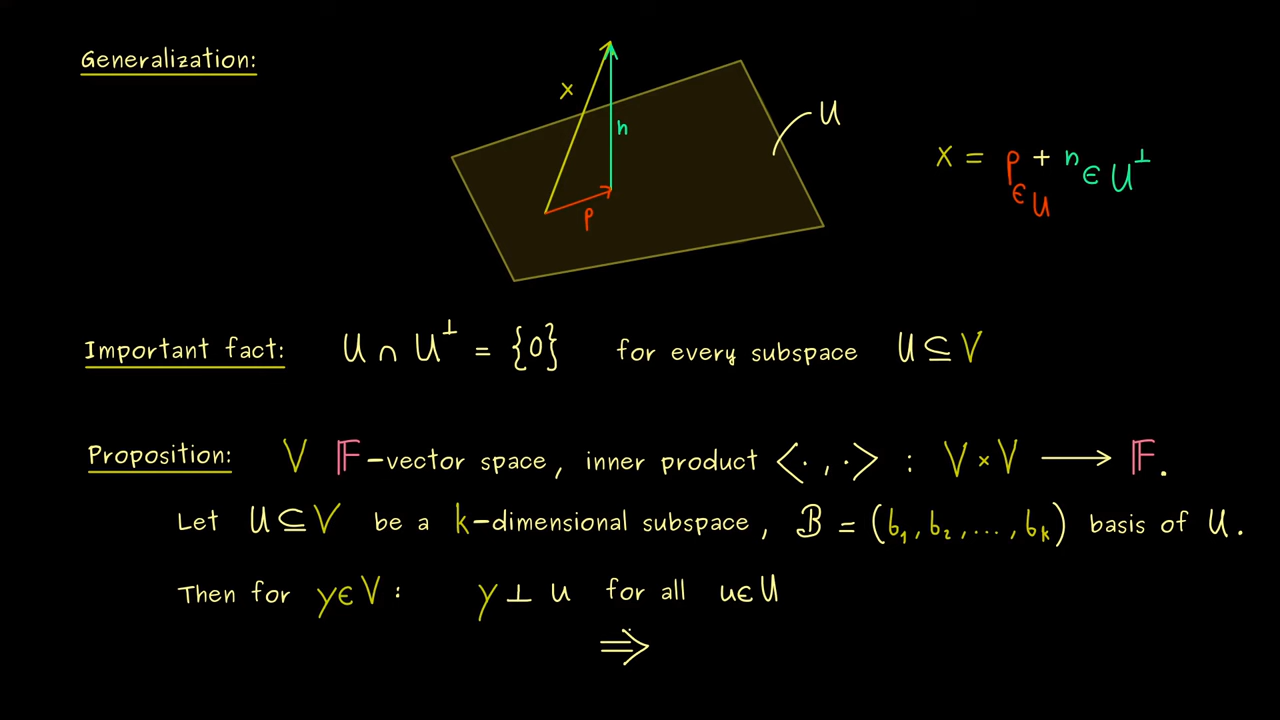 Generalization:
x
n
p
U
x = p + n ∈ U⊥
∈ U
Important fact: U ∩ U⊥ = {0} for every subspace U ⊆ V
Proposition: V 𝔽-vector space, inner product ⟨·,·⟩ : V × V ⟶ 𝔽.
Let U ⊆ V be a k-dimensional subspace, B = (b₁, b₂, ..., bₖ) basis of U.
Then for y ∈ V: y ⊥ u for all u ∈ U
⟹